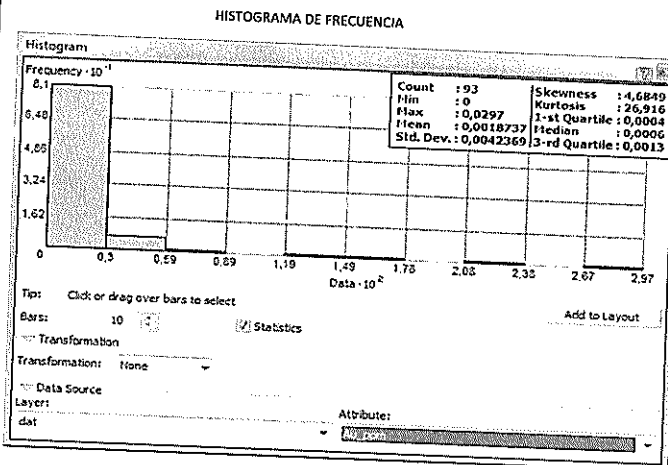 HISTOGRAMA DE FRECUENCIA
Histogram
Frequency · 10⁻¹
8,1
6,48
4,86
3,24
1,62
0
0,3
0,59
0,89
1,19
1,49
1,78
2,08
2,38
2,67
2,97
Data · 10²
Count : 93
Min : 0
Max : 0,0297
Mean : 0,0018737
Std. Dev. : 0,0042369
Skewness : 4,6849
Kurtosis : 26,916
1-st Quartile : 0,0004
Median : 0,0006
3-rd Quartile : 0,0013
Tip: Click or drag over bars to select
Add to Layout
Bars: 10
Statistics
Transformation
Transformation: None
Data Source
Layer:
dat
Attribute:
AU_ppm